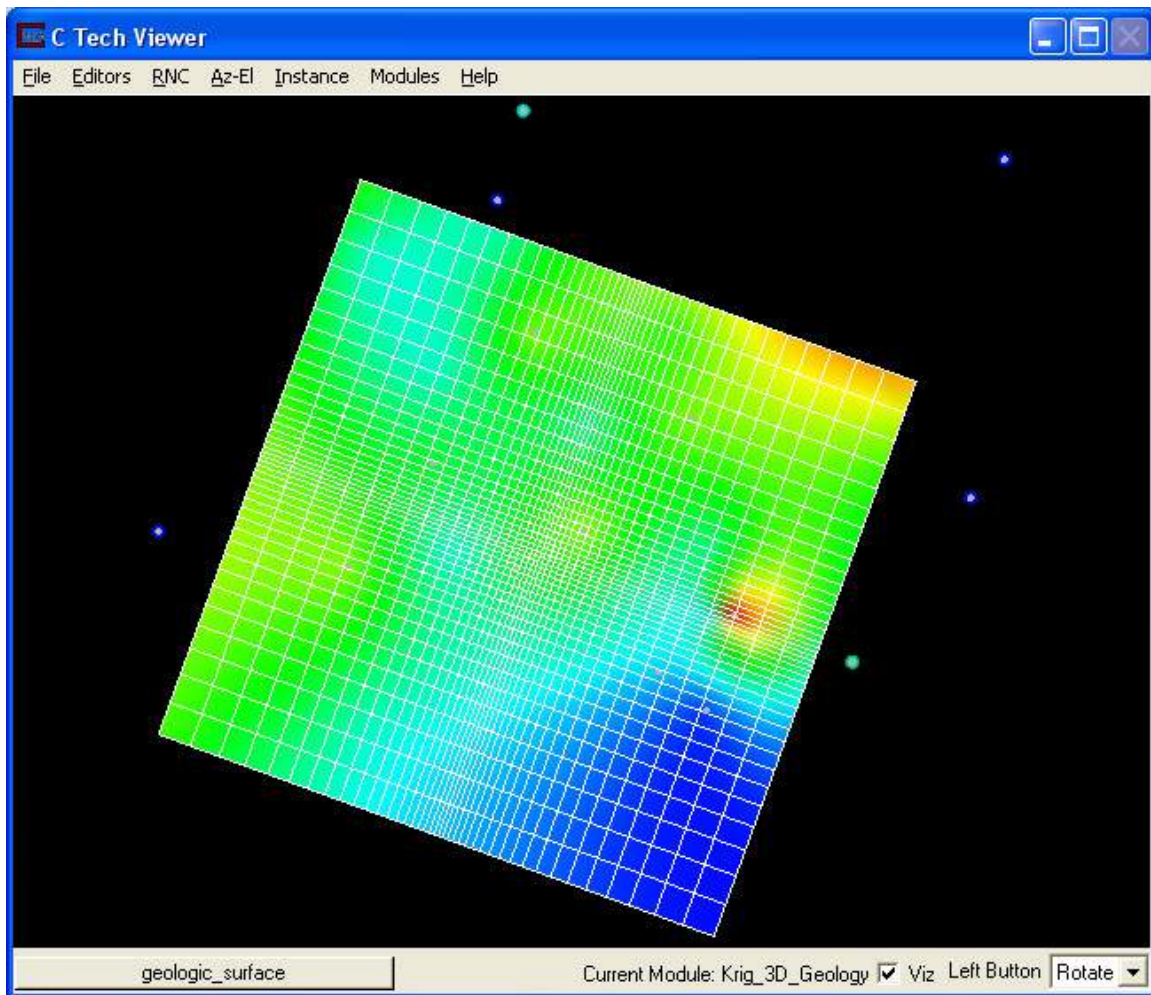 C Tech Viewer
File Editors RNC Az-El Instance Modules Help
geologic_surface Current Module: Krig_3D_Geology Viz Left Button Rotate